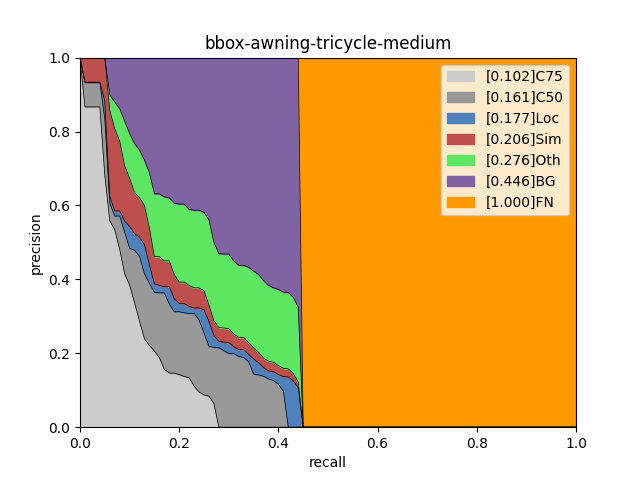 bbox-awning-tricycle-medium
1.0
0.8
0.6
0.4
0.2
0.0
precision
[0.102]C75
[0.161]C50
[0.177]Loc
[0.206]Sim
[0.276]Oth
[0.446]BG
[1.000]FN
0.0 0.2 0.4 0.6 0.8 1.0
recall